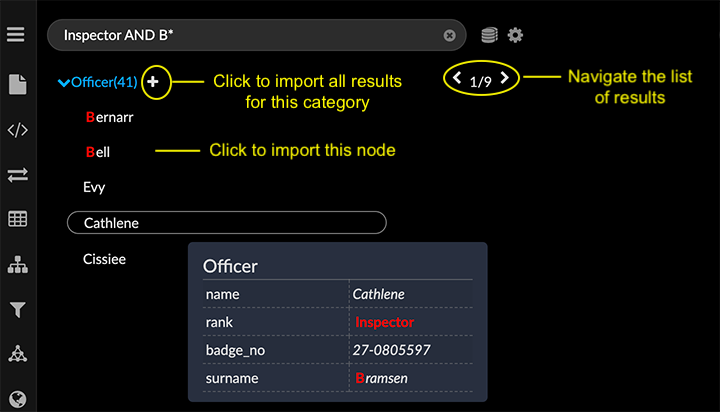 Inspector AND B*
Officer(41)
Click to import all results
for this category
1/9
Navigate the list
of results
Bernarr
Bell
Click to import this node
Evy
Cathlene
Cissiee
Officer
name Cathlene
rank Inspector
badge_no 27-0805597
surname Bramsen